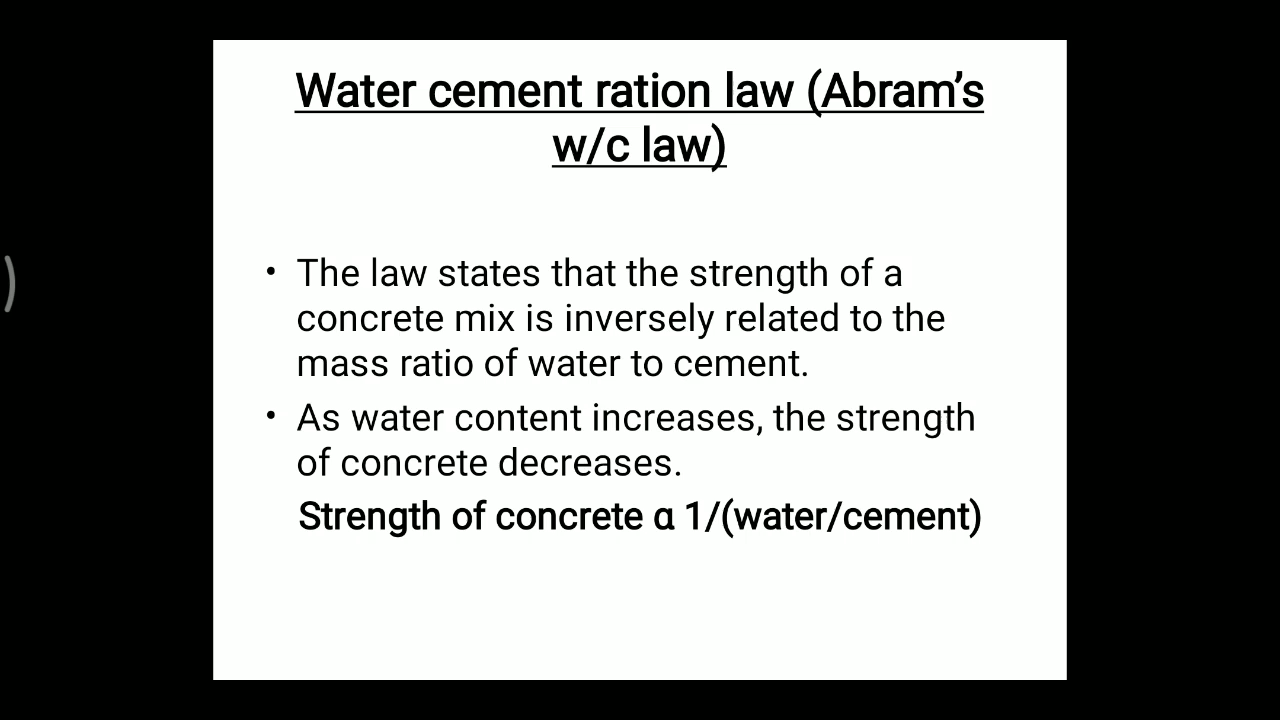 Water cement ration law (Abram’s
w/c law)
• The law states that the strength of a
concrete mix is inversely related to the
mass ratio of water to cement.
• As water content increases, the strength
of concrete decreases.
Strength of concrete α 1/(water/cement)